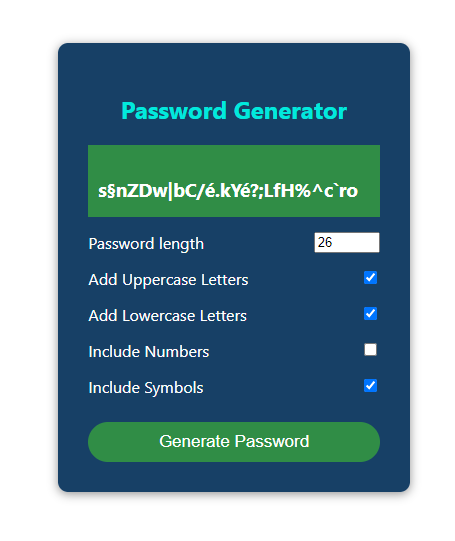 Password Generator
s§nZDw|bC/é.kYé?;LfH%^c`ro
Password length 26
Add Uppercase Letters
Add Lowercase Letters
Include Numbers
Include Symbols
Generate Password